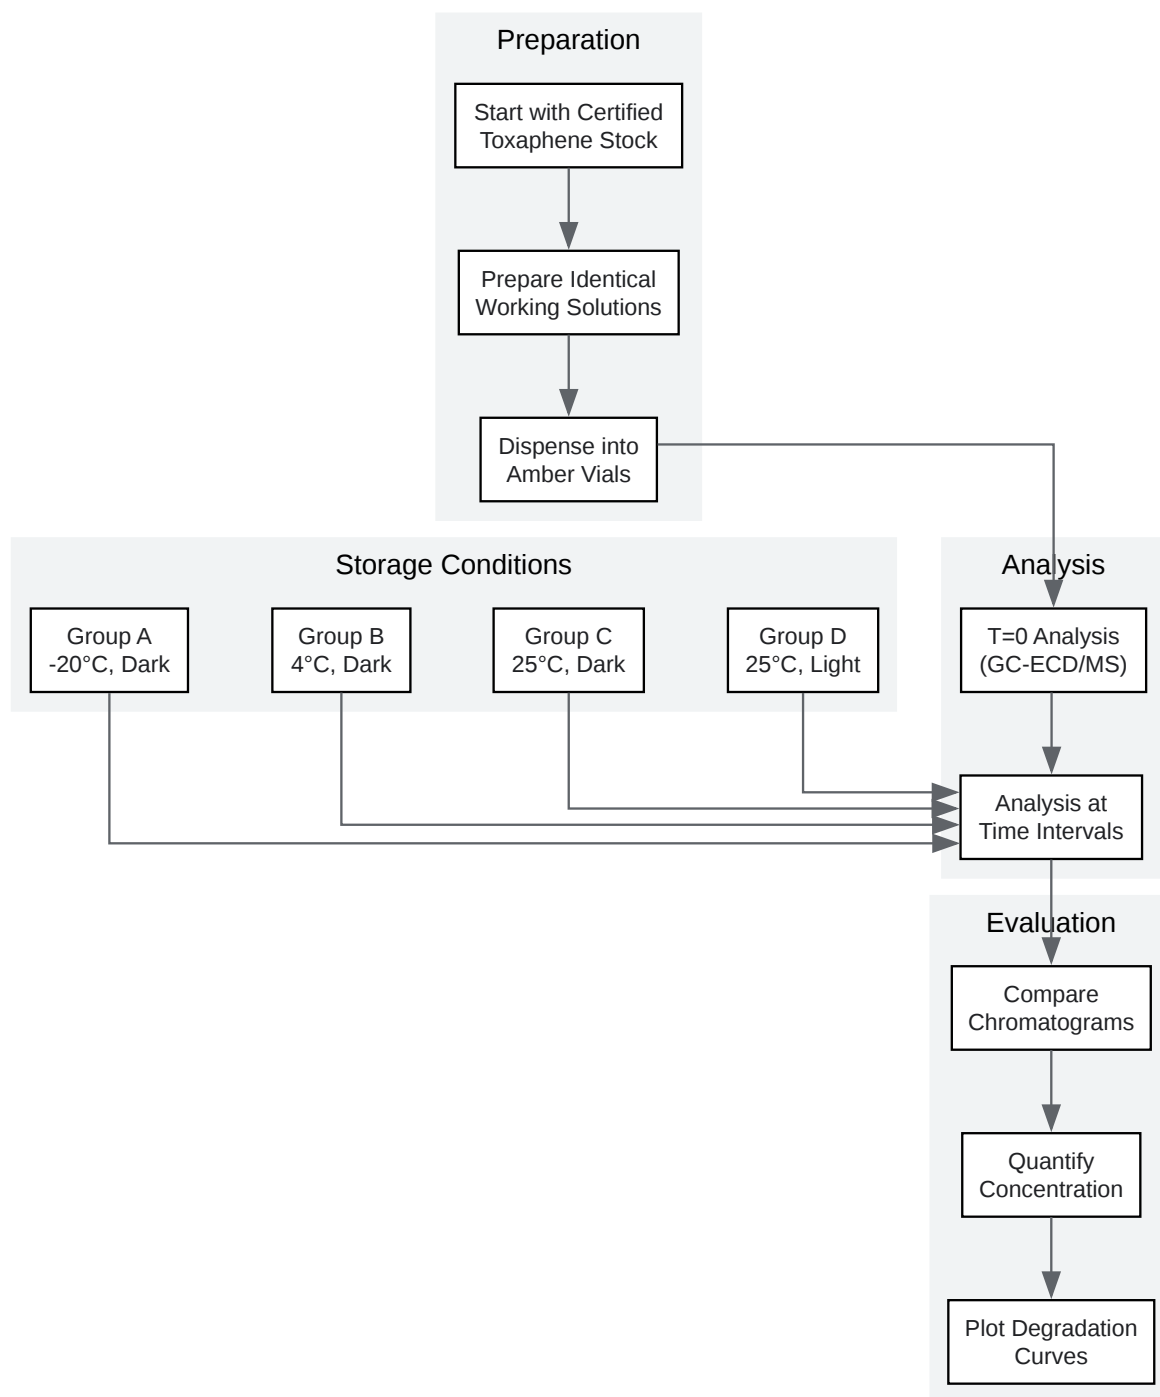 Preparation
Start with Certified
Toxaphene Stock
Prepare Identical
Working Solutions
Dispense into
Amber Vials
Storage Conditions
Group A
-20°C, Dark
Group B
4°C, Dark
Group C
25°C, Dark
Group D
25°C, Light
Analysis
T=0 Analysis
(GC-ECD/MS)
Analysis at
Time Intervals
Evaluation
Compare
Chromatograms
Quantify
Concentration
Plot Degradation
Curves